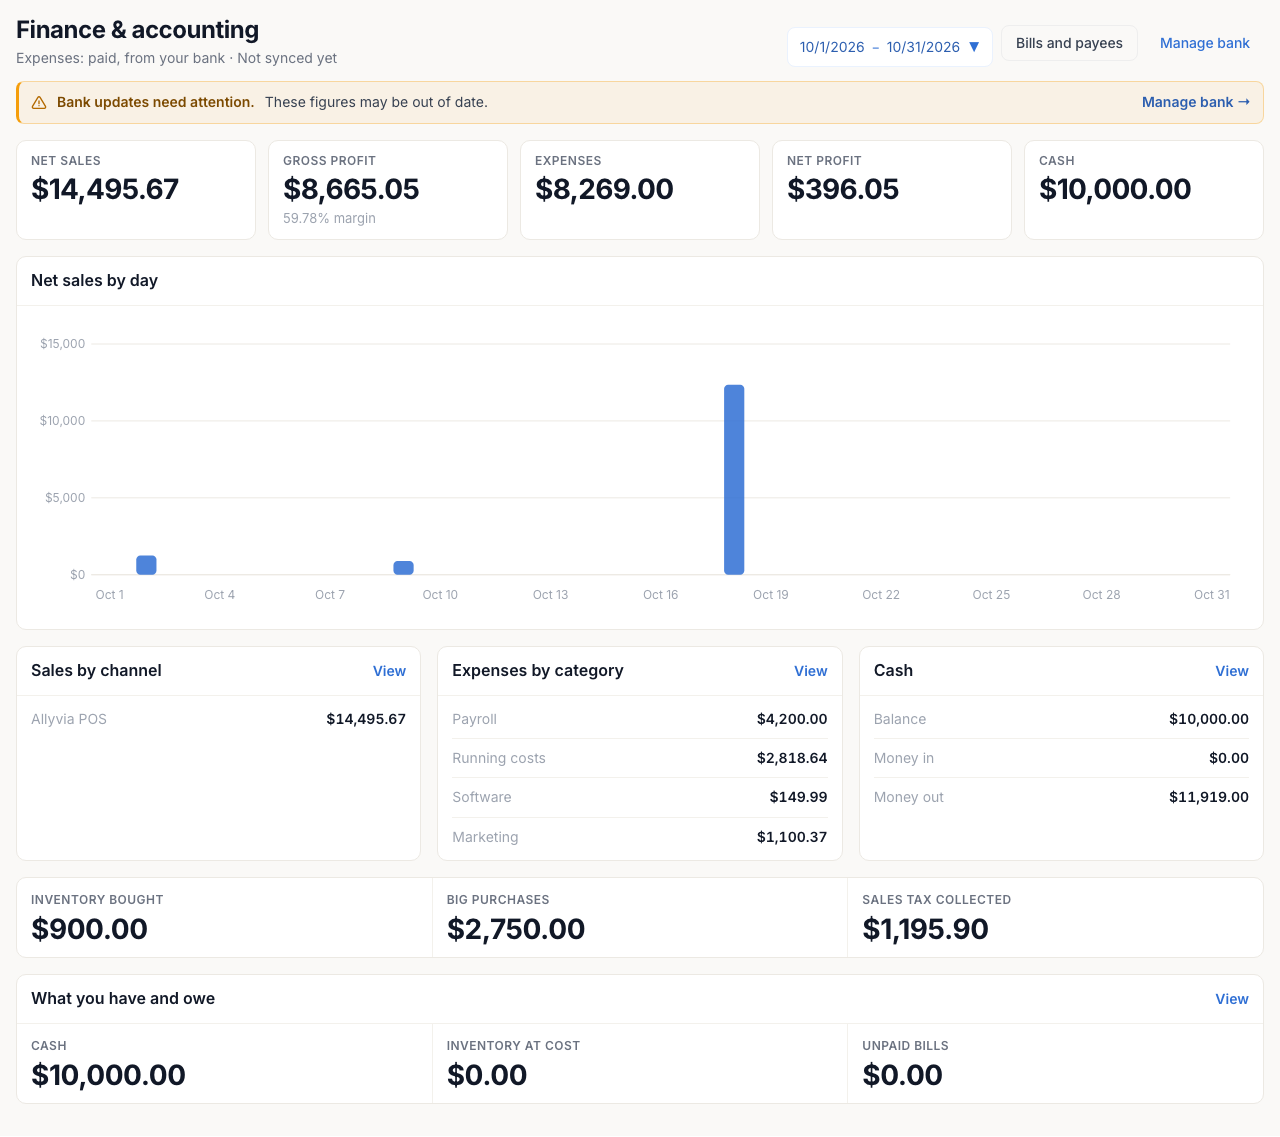 Finance & accounting
Expenses: paid, from your bank · Not synced yet
10/1/2026 – 10/31/2026 ▼
Bills and payees
Manage bank
Bank updates need attention. These figures may be out of date.
Manage bank →
NET SALES
$14,495.67
GROSS PROFIT
$8,665.05
59.78% margin
EXPENSES
$8,269.00
NET PROFIT
$396.05
CASH
$10,000.00
Net sales by day
$15,000
$10,000
$5,000
$0
Oct 1 Oct 4 Oct 7 Oct 10 Oct 13 Oct 16 Oct 19 Oct 22 Oct 25 Oct 28 Oct 31
Sales by channel View
Allyvia POS $14,495.67
Expenses by category View
Payroll $4,200.00
Running costs $2,818.64
Software $149.99
Marketing $1,100.37
Cash View
Balance $10,000.00
Money in $0.00
Money out $11,919.00
INVENTORY BOUGHT
$900.00
BIG PURCHASES
$2,750.00
SALES TAX COLLECTED
$1,195.90
What you have and owe View
CASH
$10,000.00
INVENTORY AT COST
$0.00
UNPAID BILLS
$0.00